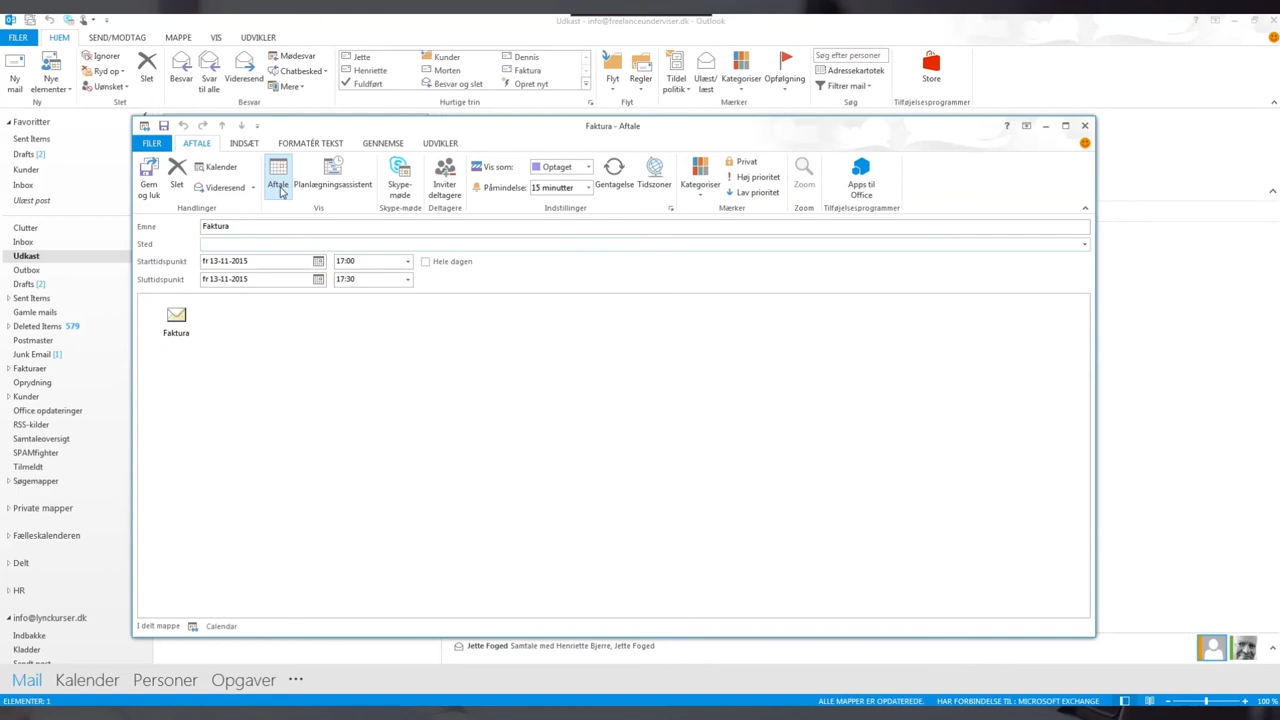 Udkast - info@freelanceunderviser.dk - Outlook
FILER HJEM SEND/MODTAG MAPPE VIS UDVIKLER
Ny mail
Nye elementer
Ignorer
Ryd op
Uønsket
Slet
Besvar
Svar til alle
Videresend
Mødesvar
Chatbesked
Mere
Jette
Henriette
Fuldført
Kunder
Morten
Besvar og slet
Dennis
Faktura
Opret nyt
Flyt
Regler
Tildel politik
Ulæst/læst
Kategoriser
Opfølgning
Søg efter personer
Adressekartotek
Filtrer mail
Store
Ny Slet Besvar Hurtige trin Flyt Mærker Søg Tilføjelsesprogrammer
Favoritter
Sent Items
Drafts [2]
Kunder
Inbox
Ulæst post
Clutter
Inbox
Udkast
Outbox
Drafts [2]
Sent Items
Gamle mails
Deleted Items 579
Postmaster
Junk Email [1]
Fakturaer
Oprydning
Kunder
Office opdateringer
RSS-kilder
Samtaleoversigt
SPAMfighter
Tilmeldt
Søgemapper
Private mapper
Fælleskalenderen
Delt
HR
info@lynckurser.dk
Indbakke
Kladder
Sendt post
Faktura - Aftale
FILER AFTALE INDSÆT FORMATÉR TEKST GENNEMSE UDVIKLER
Gem og luk
Slet
Kalender
Videresend
Aftale
Planlægningsassistent
Skype-møde
Inviter deltagere
Vis som: Optaget
Påmindelse: 15 minutter
Gentagelse
Tidszoner
Kategoriser
Privat
Høj prioritet
Lav prioritet
Zoom
Apps til Office
Handlinger Vis Skype-møde Deltagere Indstillinger Mærker Zoom Tilføjelsesprogrammer
Emne Faktura
Sted
Starttidspunkt fr 13-11-2015 17:00 Hele dagen
Sluttidspunkt fr 13-11-2015 17:30
Faktura
I delt mappe Calendar
Jette Foged Samtale med Henriette Bjerre, Jette Foged
Mail Kalender Personer Opgaver ...
ELEMENTER: 1 ALLE MAPPER ER OPDATEREDE. HAR FORBINDELSE TIL : MICROSOFT EXCHANGE 100 %